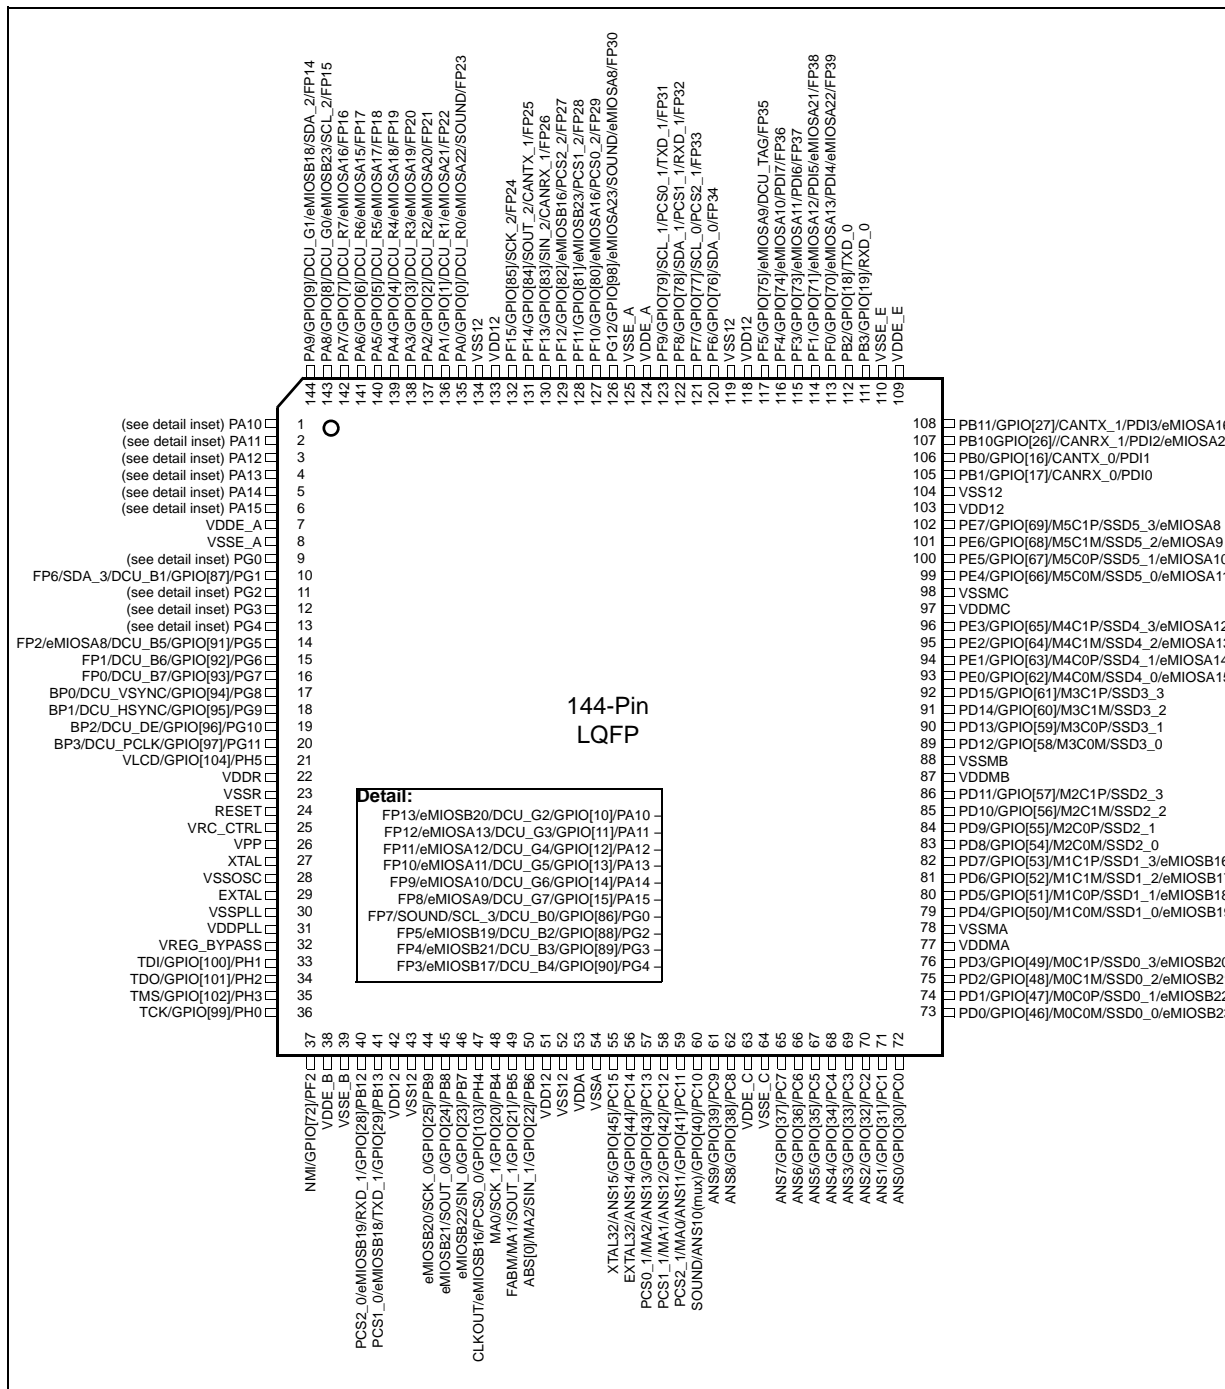 PA9/GPIO[9]/DCU_G1/eMIOSB18/SDA_2/FP14
PA8/GPIO[8]/DCU_G0/eMIOSB23/SCL_2/FP15
PA7/GPIO[7]/DCU_R7/eMIOSA16/FP16
PA6/GPIO[6]/DCU_R6/eMIOSA15/FP17
PA5/GPIO[5]/DCU_R5/eMIOSA17/FP18
PA4/GPIO[4]/DCU_R4/eMIOSA18/FP19
PA3/GPIO[3]/DCU_R3/eMIOSA19/FP20
PA2/GPIO[2]/DCU_R2/eMIOSA20/FP21
PA1/GPIO[1]/DCU_R1/eMIOSA21/FP22
PA0/GPIO[0]/DCU_R0/eMIOSA22/SOUND/FP23
VSS12
VDD12
PF15/GPIO[85]/SCK_2/FP24
PF14/GPIO[84]/SOUT_2/CANTX_1/FP25
PF13/GPIO[83]/SIN_2/CANRX_1/FP26
PF12/GPIO[82]/eMIOSB16/PCS2_2/FP27
PF11/GPIO[81]/eMIOSB23/PCS1_2/FP28
PF10/GPIO[80]/eMIOSA16/PCS0_2/FP29
PG12/GPIO[98]/eMIOSA23/SOUND/eMIOSA8/FP30
VSSE_A
VDDE_A
PF9/GPIO[79]/SCL_1/PCS0_1/TXD_1/FP31
PF8/GPIO[78]/SDA_1/PCS1_1/RXD_1/FP32
PF7/GPIO[77]/SCL_0/PCS2_1/FP33
PF6/GPIO[76]/SDA_0/FP34
VSS12
VDD12
PF5/GPIO[75]/eMIOSA9/DCU_TAG/FP35
PF4/GPIO[74]/eMIOSA10/PDI7/FP36
PF3/GPIO[73]/eMIOSA11/PDI6/FP37
PF1/GPIO[71]/eMIOSA12/PDI5/eMIOSA21/FP38
PF0/GPIO[70]/eMIOSA13/PDI4/eMIOSA22/FP39
PB2/GPIO[18]/TXD_0
PB3/GPIO[19]/RXD_0
VSSE_E
VDDE_E
144 143 142 141 140 139 138 137 136 135 134 133 132 131 130 129 128 127 126 125 124 123 122 121 120 119 118 117 116 115 114 113 112 111 110 109
(see detail inset) PA10 1
(see detail inset) PA11 2
(see detail inset) PA12 3
(see detail inset) PA13 4
(see detail inset) PA14 5
(see detail inset) PA15 6
VDDE_A 7
VSSE_A 8
(see detail inset) PG0 9
FP6/SDA_3/DCU_B1/GPIO[87]/PG1 10
(see detail inset) PG2 11
(see detail inset) PG3 12
(see detail inset) PG4 13
FP2/eMIOSA8/DCU_B5/GPIO[91]/PG5 14
FP1/DCU_B6/GPIO[92]/PG6 15
FP0/DCU_B7/GPIO[93]/PG7 16
BP0/DCU_VSYNC/GPIO[94]/PG8 17
BP1/DCU_HSYNC/GPIO[95]/PG9 18
BP2/DCU_DE/GPIO[96]/PG10 19
BP3/DCU_PCLK/GPIO[97]/PG11 20
VLCD/GPIO[104]/PH5 21
VDDR 22
VSSR 23
RESET 24
VRC_CTRL 25
VPP 26
XTAL 27
VSSOSC 28
EXTAL 29
VSSPLL 30
VDDPLL 31
VREG_BYPASS 32
TDI/GPIO[100]/PH1 33
TDO/GPIO[101]/PH2 34
TMS/GPIO[102]/PH3 35
TCK/GPIO[99]/PH0 36
144-Pin
LQFP
Detail:
FP13/eMIOSB20/DCU_G2/GPIO[10]/PA10
FP12/eMIOSA13/DCU_G3/GPIO[11]/PA11
FP11/eMIOSA12/DCU_G4/GPIO[12]/PA12
FP10/eMIOSA11/DCU_G5/GPIO[13]/PA13
FP9/eMIOSA10/DCU_G6/GPIO[14]/PA14
FP8/eMIOSA9/DCU_G7/GPIO[15]/PA15
FP7/SOUND/SCL_3/DCU_B0/GPIO[86]/PG0
FP5/eMIOSB19/DCU_B2/GPIO[88]/PG2
FP4/eMIOSB21/DCU_B3/GPIO[89]/PG3
FP3/eMIOSB17/DCU_B4/GPIO[90]/PG4
108 PB11/GPIO[27]/CANTX_1/PDI3/eMIOSA16
107 PB10GPIO[26]//CANRX_1/PDI2/eMIOSA2
106 PB0/GPIO[16]/CANTX_0/PDI1
105 PB1/GPIO[17]/CANRX_0/PDI0
104 VSS12
103 VDD12
102 PE7/GPIO[69]/M5C1P/SSD5_3/eMIOSA8
101 PE6/GPIO[68]/M5C1M/SSD5_2/eMIOSA9
100 PE5/GPIO[67]/M5C0P/SSD5_1/eMIOSA10
99 PE4/GPIO[66]/M5C0M/SSD5_0/eMIOSA11
98 VSSMC
97 VDDMC
96 PE3/GPIO[65]/M4C1P/SSD4_3/eMIOSA12
95 PE2/GPIO[64]/M4C1M/SSD4_2/eMIOSA13
94 PE1/GPIO[63]/M4C0P/SSD4_1/eMIOSA14
93 PE0/GPIO[62]/M4C0M/SSD4_0/eMIOSA15
92 PD15/GPIO[61]/M3C1P/SSD3_3
91 PD14/GPIO[60]/M3C1M/SSD3_2
90 PD13/GPIO[59]/M3C0P/SSD3_1
89 PD12/GPIO[58/M3C0M/SSD3_0
88 VSSMB
87 VDDMB
86 PD11/GPIO[57]/M2C1P/SSD2_3
85 PD10/GPIO[56]/M2C1M/SSD2_2
84 PD9/GPIO[55]/M2C0P/SSD2_1
83 PD8/GPIO[54]/M2C0M/SSD2_0
82 PD7/GPIO[53]/M1C1P/SSD1_3/eMIOSB16
81 PD6/GPIO[52]/M1C1M/SSD1_2/eMIOSB17
80 PD5/GPIO[51]/M1C0P/SSD1_1/eMIOSB18
79 PD4/GPIO[50]/M1C0M/SSD1_0/eMIOSB19
78 VSSMA
77 VDDMA
76 PD3/GPIO[49]/M0C1P/SSD0_3/eMIOSB20
75 PD2/GPIO[48]/M0C1M/SSD0_2/eMIOSB21
74 PD1/GPIO[47]/M0C0P/SSD0_1/eMIOSB22
73 PD0/GPIO[46]/M0C0M/SSD0_0/eMIOSB23
37 38 39 40 41 42 43 44 45 46 47 48 49 50 51 52 53 54 55 56 57 58 59 60 61 62 63 64 65 66 67 68 69 70 71 72
NMI/GPIO[72]/PF2
VDDE_B
VSSE_B
PCS2_0/eMIOSB19/RXD_1/GPIO[28]/PB12
PCS1_0/eMIOSB18/TXD_1/GPIO[29]/PB13
VDD12
VSS12
eMIOSB20/SCK_0/GPIO[25]/PB9
eMIOSB21/SOUT_0/GPIO[24]/PB8
eMIOSB22/SIN_0/GPIO[23]/PB7
CLKOUT/eMIOSB16/PCS0_0/GPIO[103]/PH4
MA0/SCK_1/GPIO[20]/PB4
FABM/MA1/SOUT_1/GPIO[21]/PB5
ABS[0]/MA2/SIN_1/GPIO[22]/PB6
VDD12
VSS12
VDDA
VSSA
XTAL32/ANS15/GPIO[45]/PC15
EXTAL32/ANS14/GPIO[44]/PC14
PCS0_1/MA2/ANS13/GPIO[43]/PC13
PCS1_1/MA1/ANS12/GPIO[42]/PC12
PCS2_1/MA0/ANS11/GPIO[41]/PC11
SOUND/ANS10(mux)/GPIO[40]/PC10
ANS9/GPIO[39]/PC9
ANS8/GPIO[38]/PC8
VDDE_C
VSSE_C
ANS7/GPIO[37]/PC7
ANS6/GPIO[36]/PC6
ANS5/GPIO[35]/PC5
ANS4/GPIO[34]/PC4
ANS3/GPIO[33]/PC3
ANS2/GPIO[32]/PC2
ANS1/GPIO[31]/PC1
ANS0/GPIO[30]/PC0